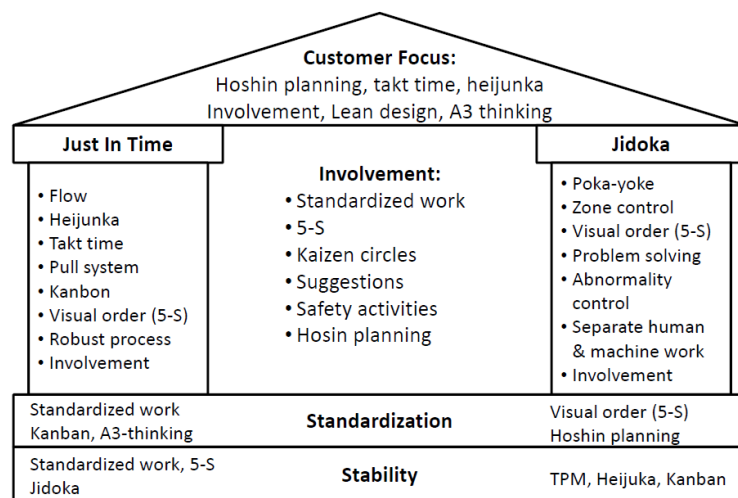 Customer Focus:
Hoshin planning, takt time, heijunka
Involvement, Lean design, A3 thinking
Just In Time
• Flow
• Heijunka
• Takt time
• Pull system
• Kanbon
• Visual order (5-S)
• Robust process
• Involvement
Involvement:
• Standardized work
• 5-S
• Kaizen circles
• Suggestions
• Safety activities
• Hosin planning
Jidoka
• Poka-yoke
• Zone control
• Visual order (5-S)
• Problem solving
• Abnormality
control
• Separate human
& machine work
• Involvement
Standardized work
Kanban, A3-thinking
Standardization
Visual order (5-S)
Hoshin planning
Standardized work, 5-S
Jidoka
Stability
TPM, Heijuka, Kanban